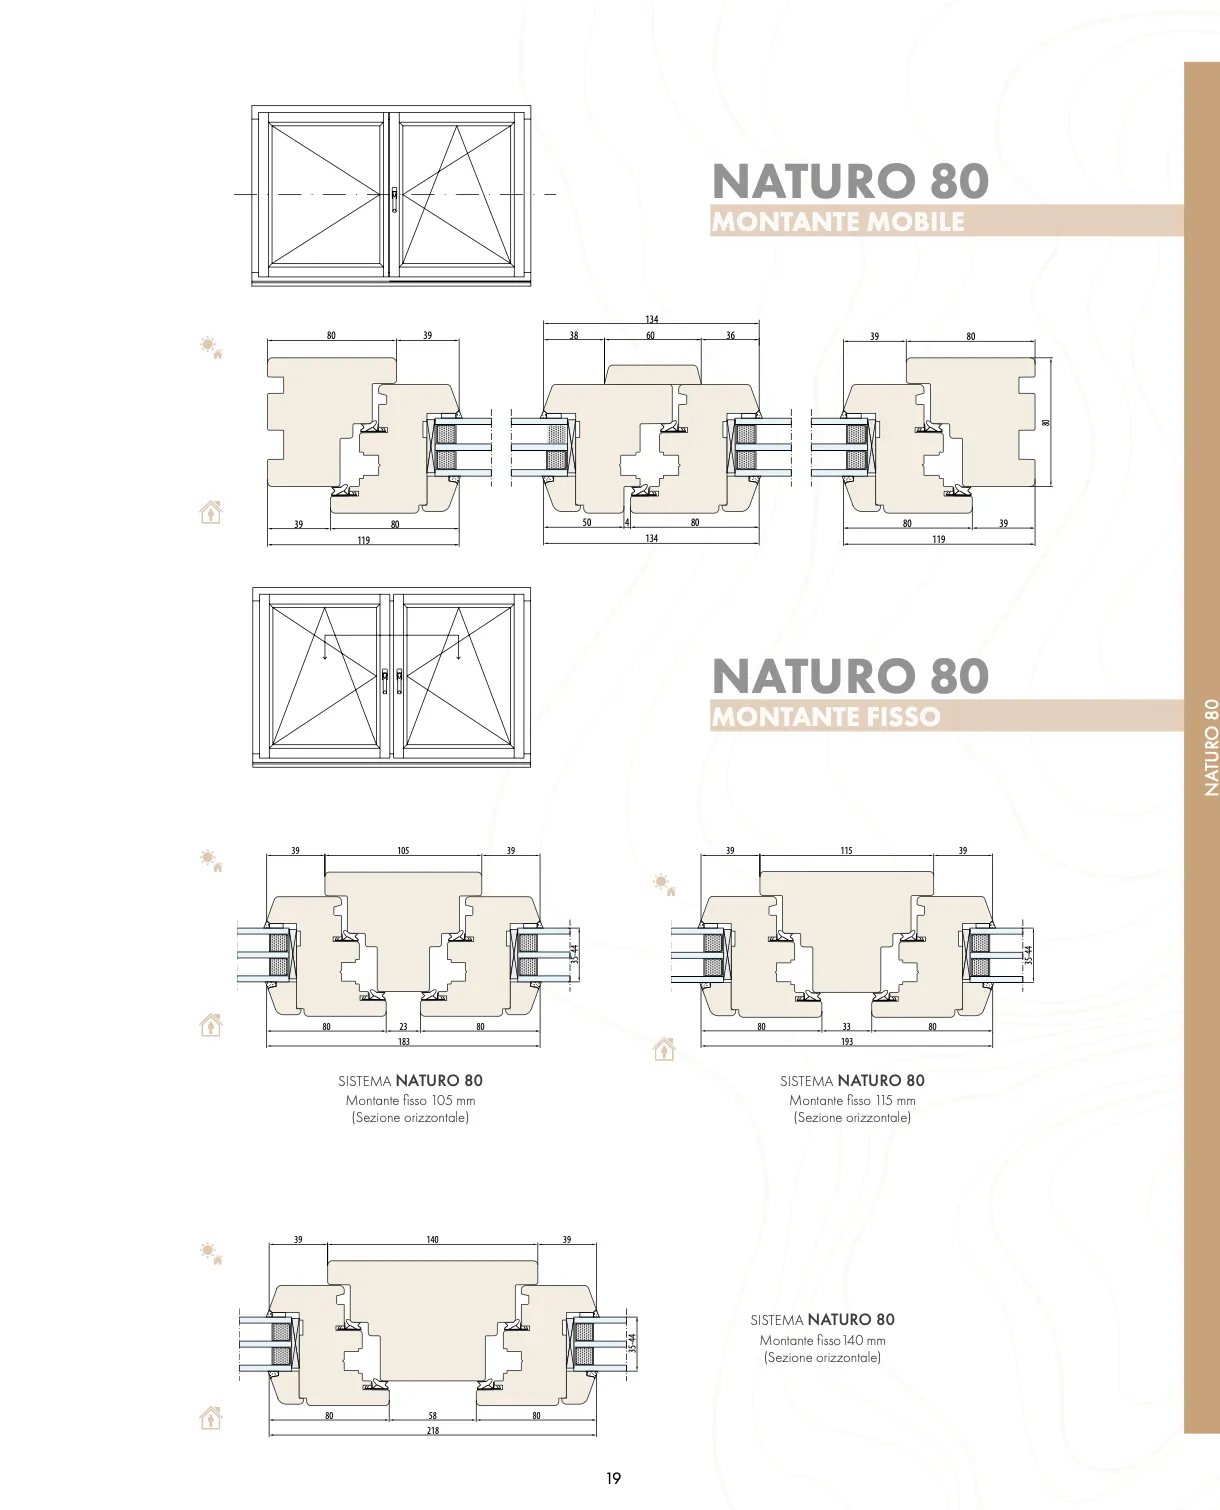 NATURO 80
MONTANTE MOBILE
134
80 39 38 60 36 39 80
80
39 80 50 4 80 80 39
119 134 119
NATURO 80
MONTANTE FISSO
NATURO 80
39 105 39
35-44
80 23 80
183
SISTEMA NATURO 80
Montante fisso 105 mm
(Sezione orizzontale)
39 115 39
35-44
80 33 80
193
SISTEMA NATURO 80
Montante fisso 115 mm
(Sezione orizzontale)
39 140 39
35-44
80 58 80
218
SISTEMA NATURO 80
Montante fisso140 mm
(Sezione orizzontale)
19